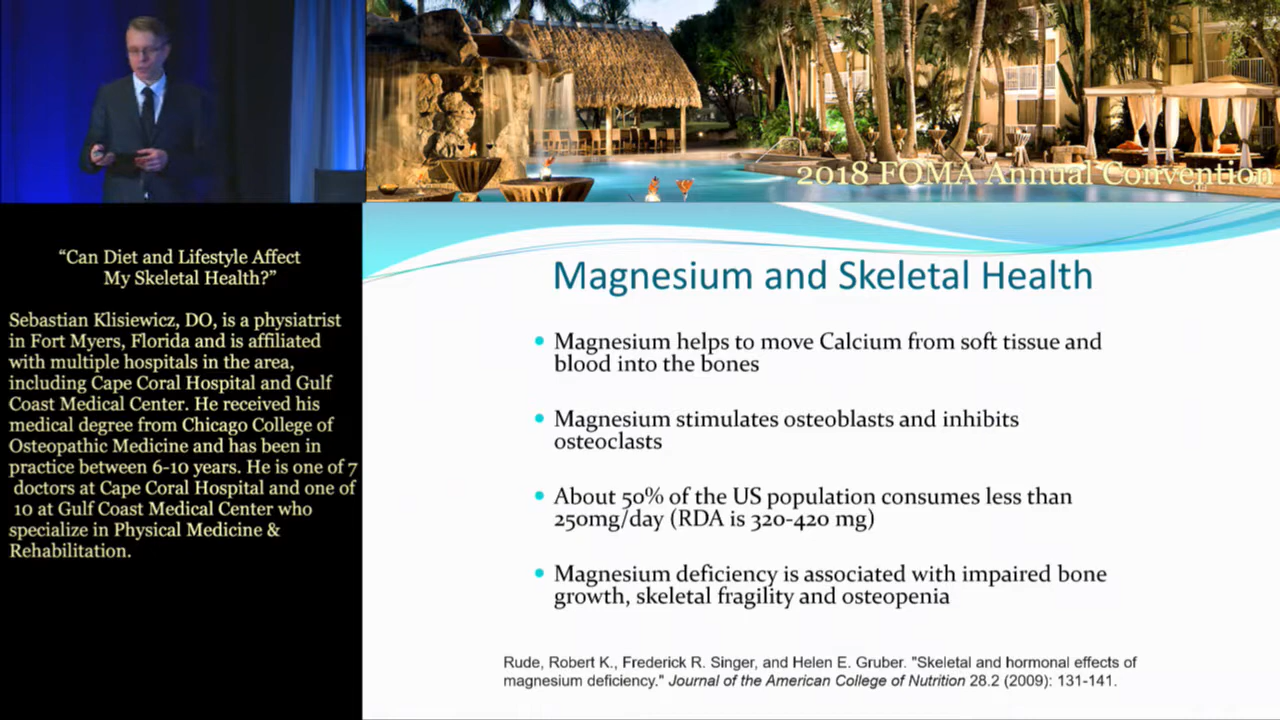 2018 FOMA Annual Convention
“Can Diet and Lifestyle Affect
My Skeletal Health?”
Sebastian Klisiewicz, DO, is a physiatrist
in Fort Myers, Florida and is affiliated
with multiple hospitals in the area,
including Cape Coral Hospital and Gulf
Coast Medical Center. He received his
medical degree from Chicago College of
Osteopathic Medicine and has been in
practice between 6-10 years. He is one of 7
doctors at Cape Coral Hospital and one of
10 at Gulf Coast Medical Center who
specialize in Physical Medicine &
Rehabilitation.
Magnesium and Skeletal Health
• Magnesium helps to move Calcium from soft tissue and
blood into the bones
• Magnesium stimulates osteoblasts and inhibits
osteoclasts
• About 50% of the US population consumes less than
250mg/day (RDA is 320-420 mg)
• Magnesium deficiency is associated with impaired bone
growth, skeletal fragility and osteopenia
Rude, Robert K., Frederick R. Singer, and Helen E. Gruber. "Skeletal and hormonal effects of
magnesium deficiency." Journal of the American College of Nutrition 28.2 (2009): 131-141.